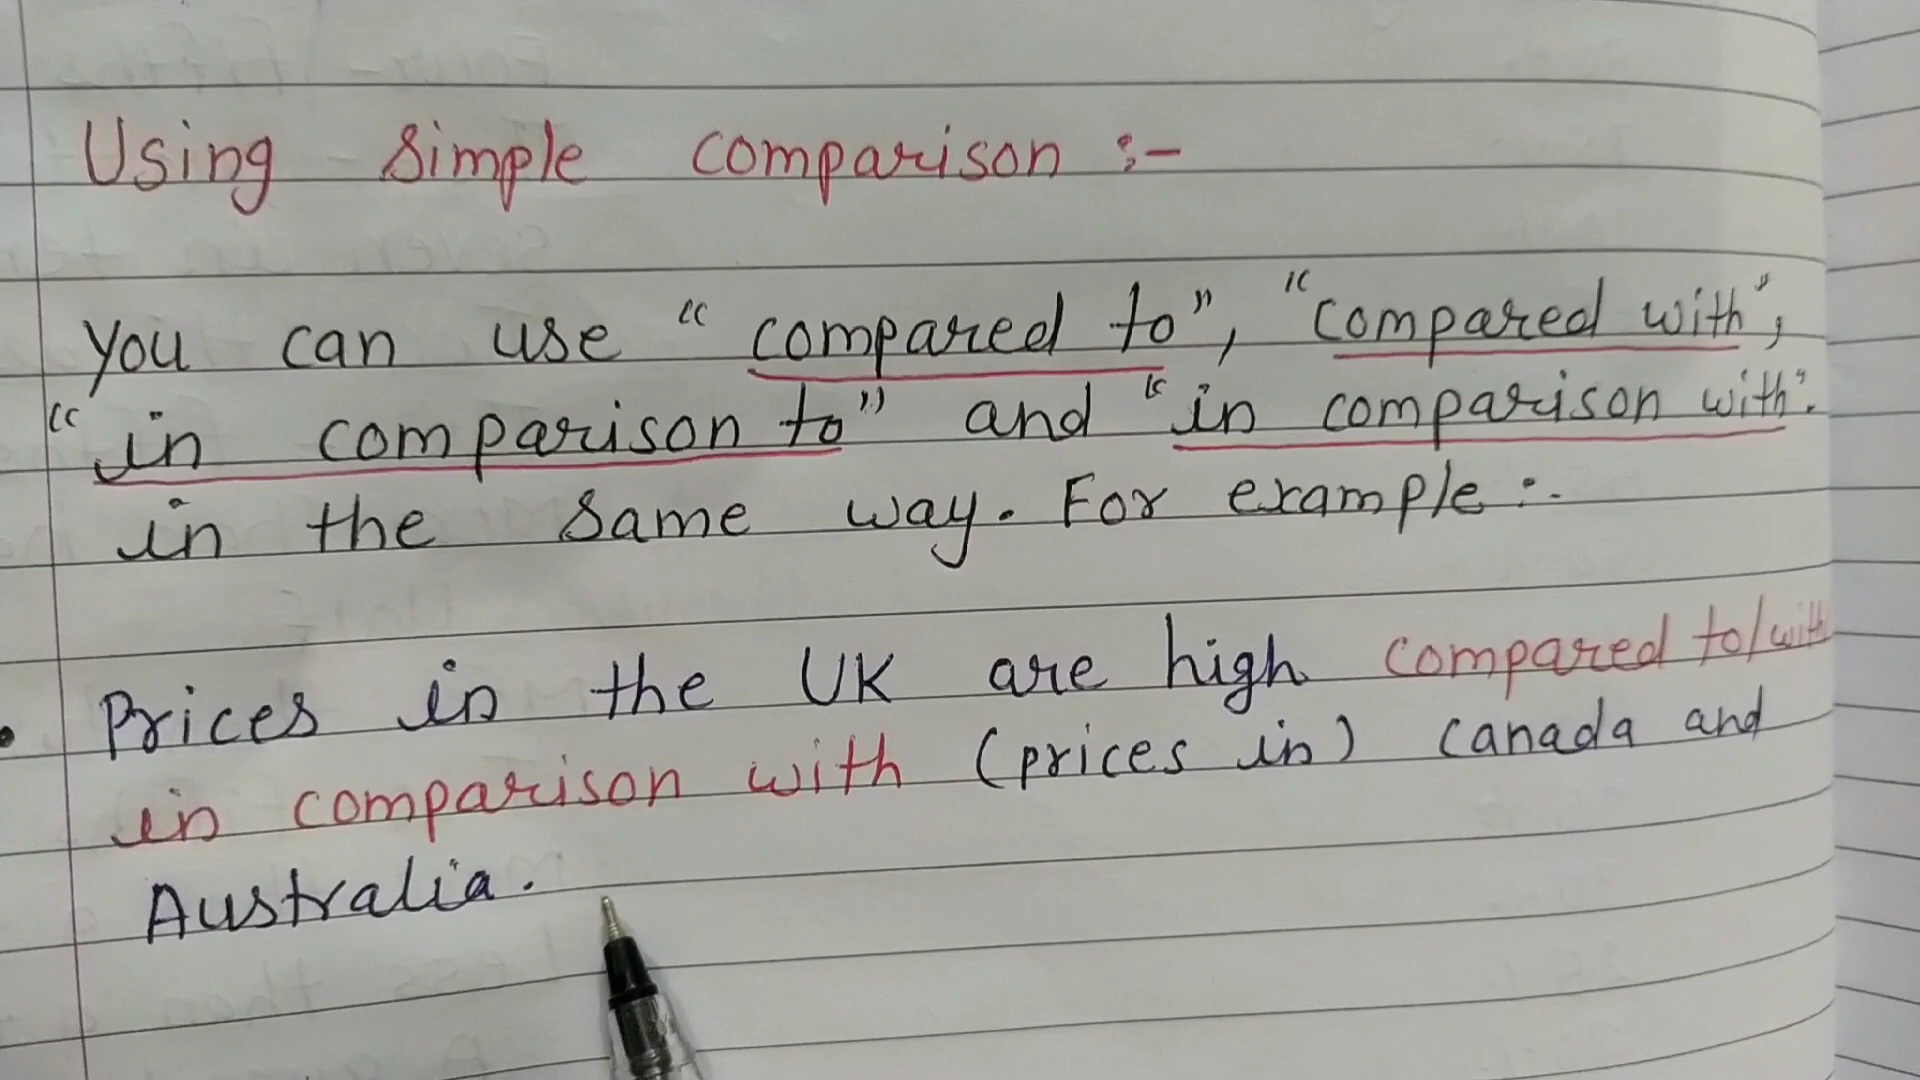 Using simple comparison :-
you can use "compared to", "compared with",
"in comparison to" and "in comparison with".
in the same way. For example :-
• Prices in the UK are high compared to/with
in comparison with (prices in) Canada and
Australia.